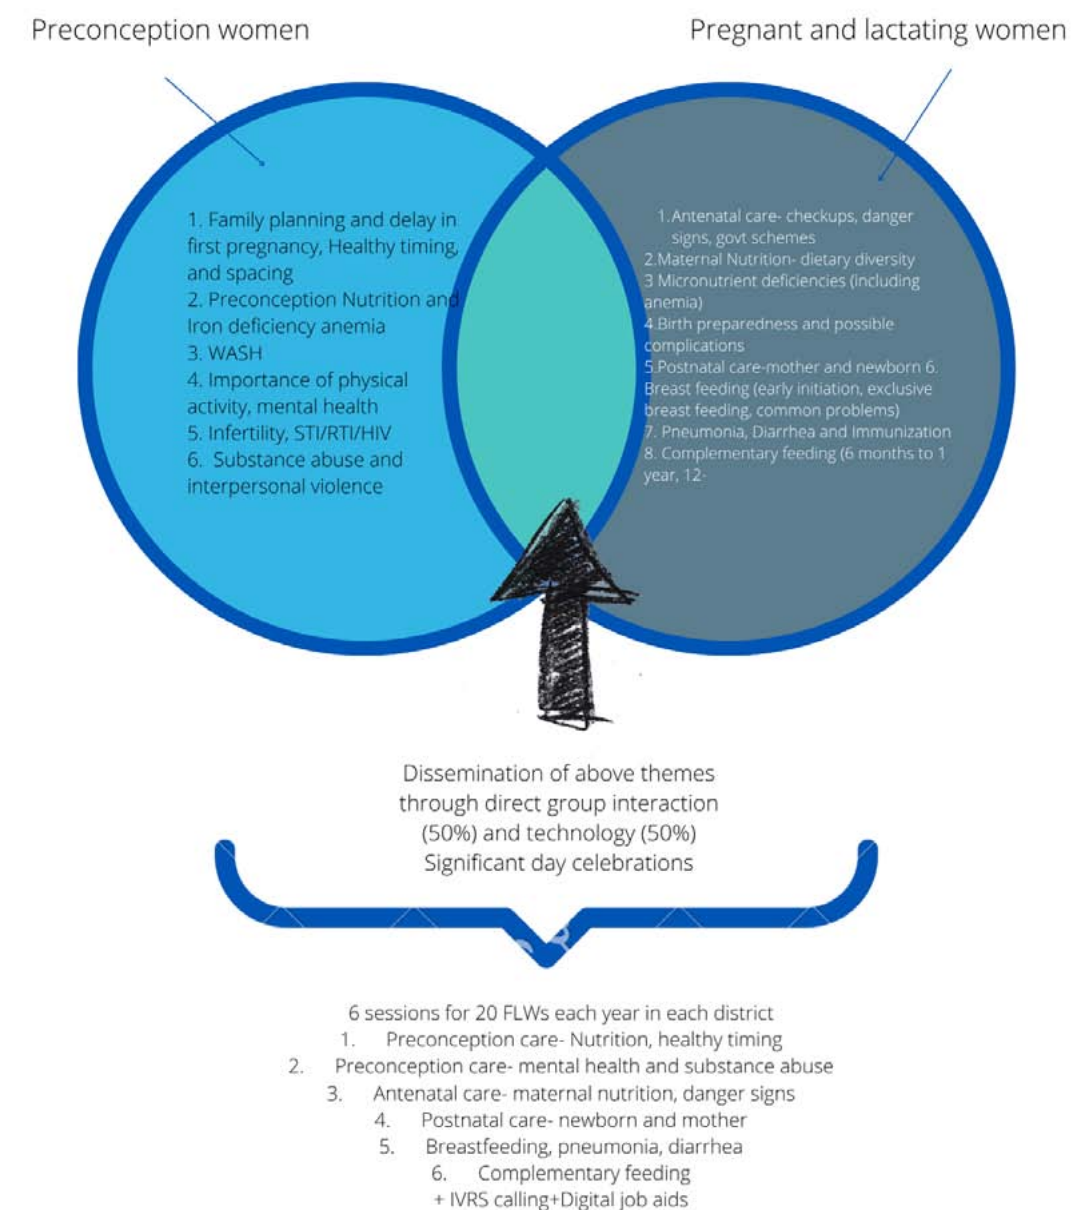 Preconception women
Pregnant and lactating women
1. Family planning and delay in
first pregnancy, Healthy timing,
and spacing
2. Preconception Nutrition and
Iron deficiency anemia
3. WASH
4. Importance of physical
activity, mental health
5. Infertility, STI/RTI/HIV
6. Substance abuse and
interpersonal violence
1.Antenatal care- checkups, danger
signs, govt schemes
2.Maternal Nutrition- dietary diversity
3 Micronutrient deficiencies (including
anemia)
4.Birth preparedness and possible
complications
5.Postnatal care-mother and newborn 6.
Breast feeding (early initiation, exclusive
breast feeding, common problems)
7. Pneumonia, Diarrhea and Immunization
8. Complementary feeding (6 months to 1
year, 12-
Dissemination of above themes
through direct group interaction
(50%) and technology (50%)
Significant day celebrations
6 sessions for 20 FLWs each year in each district
1. Preconception care- Nutrition, healthy timing
2. Preconception care- mental health and substance abuse
3. Antenatal care- maternal nutrition, danger signs
4. Postnatal care- newborn and mother
5. Breastfeeding, pneumonia, diarrhea
6. Complementary feeding
+ IVRS calling+Digital job aids